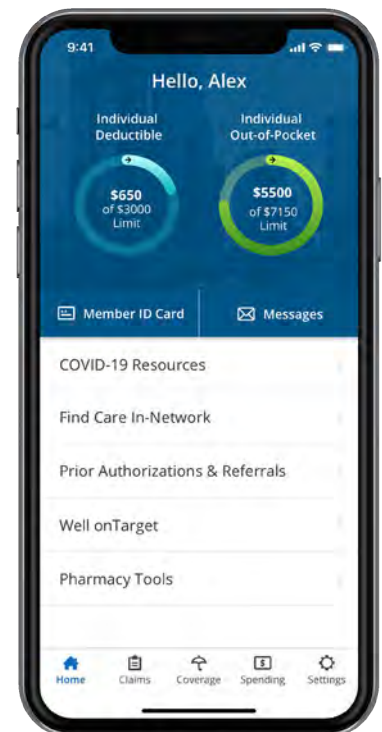 9:41
Hello, Alex
Individual
Deductible
$650
of $3000
Limit
Individual
Out-of-Pocket
$5500
of $7150
Limit
Member ID Card
Messages
COVID-19 Resources
Find Care In-Network
Prior Authorizations & Referrals
Well onTarget
Pharmacy Tools
Home
Claims
Coverage
Spending
Settings